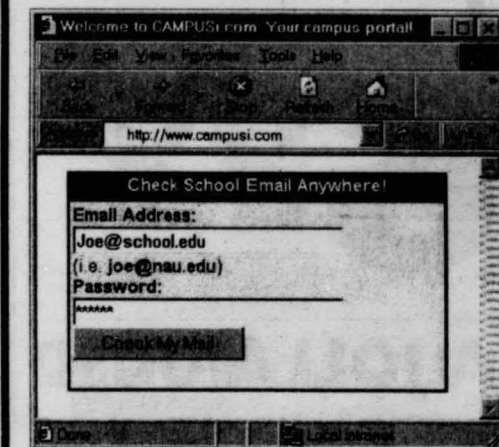 Welcome to CAMPUSi.com Your campus portal!
File Edit View Favorites Tools Help
Back Forward Stop Refresh Home
http://www.campusi.com
Check School Email Anywhere!
Email Address:
Joe@school.edu
(i.e. joe@nau.edu)
Password:
******
Check My Mail
Done Local intranet